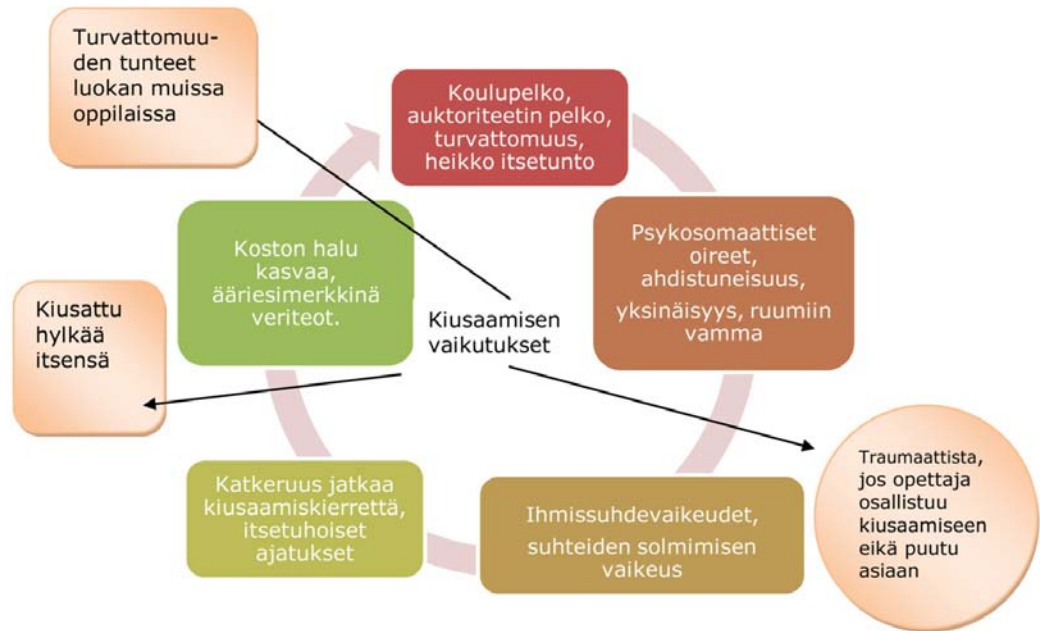 Turvattomuu-
den tunteet
luokan muissa
oppilaissa
Koulupelko,
auktoriteetin pelko,
turvattomuus,
heikko itsetunto
Psykosomaattiset
oireet,
ahdistuneisuus,
yksinäisyys, ruumiin
vamma
Koston halu
kasvaa,
ääriesimerkkinä
veriteot.
Kiusaamisen
vaikutukset
Kiusattu
hylkää
itsensä
Katkeruus jatkaa
kiusaamiskierrettä,
itsetuhoiset
ajatukset
Ihmissuhdevaikeudet,
suhteiden solmimisen
vaikeus
Traumaattista,
jos opettaja
osallistuu
kiusaamiseen
eikä puutu
asiaan